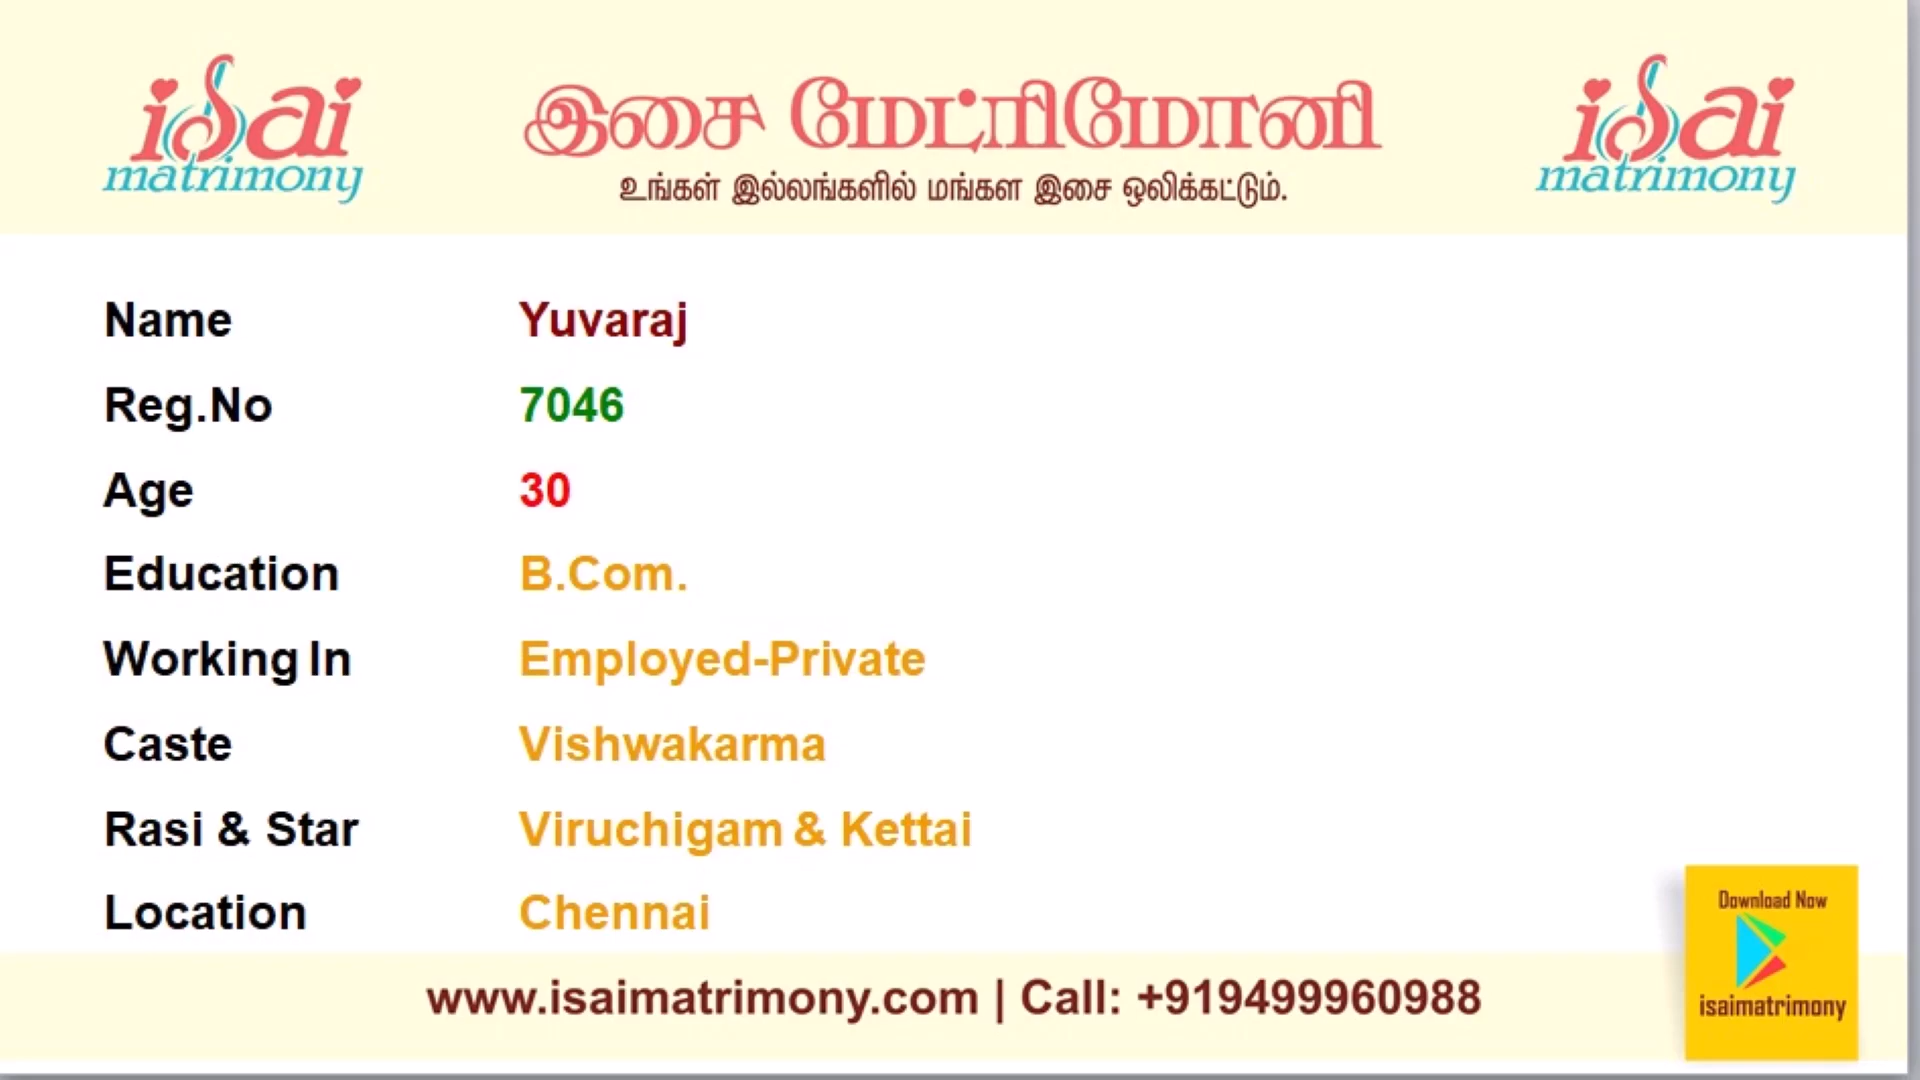 isai
matrimony
இசை மேட்ரிமோனி
உங்கள் இல்லங்களில் மங்கள இசை ஒலிக்கட்டும்.
isai
matrimony
Name Yuvaraj
Reg.No 7046
Age 30
Education B.Com.
Working In Employed-Private
Caste Vishwakarma
Rasi & Star Viruchigam & Kettai
Location Chennai
Download Now
isaimatrimony
www.isaimatrimony.com | Call: +919499960988